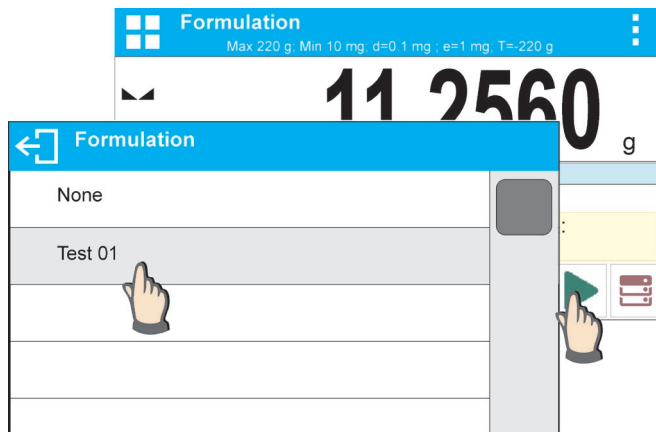 Formulation
Max 220 g; Min 10 mg; d=0.1 mg ; e=1 mg; T=-220 g
11.2560
g
Formulation
None
:
Test 01